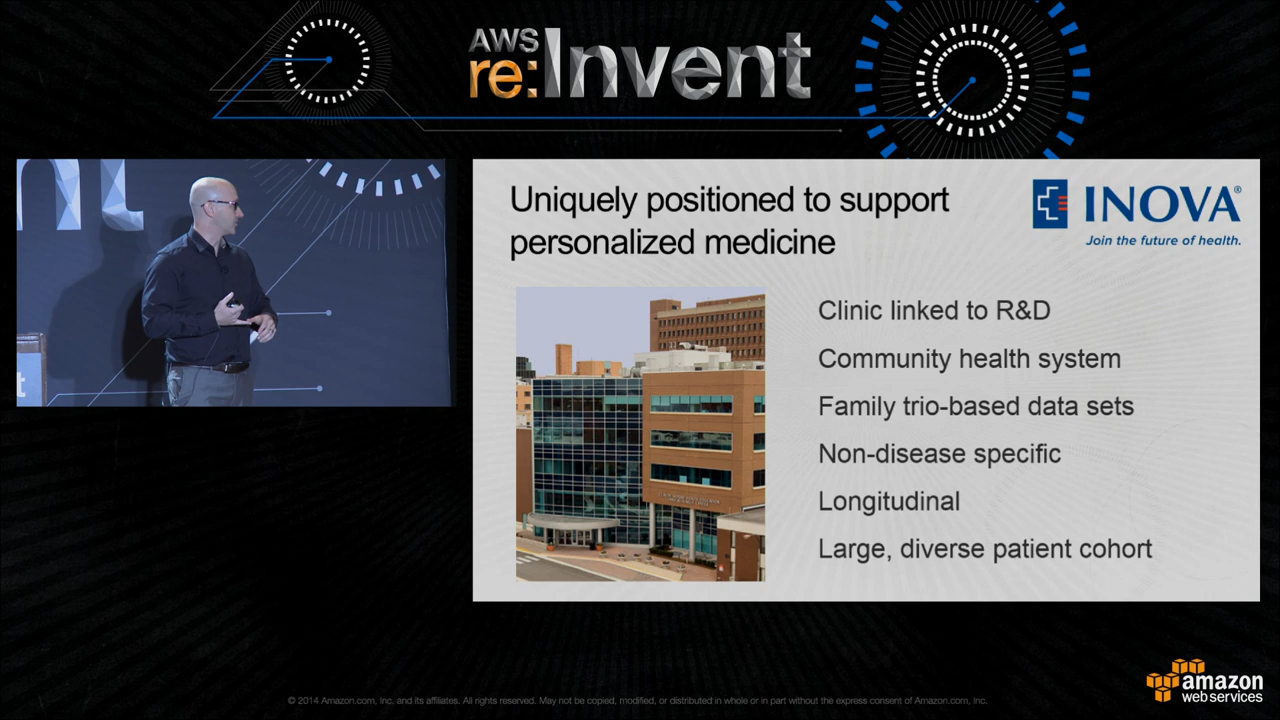 AWS
re:Invent
Uniquely positioned to support
personalized medicine
INOVA®
Join the future of health.
Clinic linked to R&D
Community health system
Family trio-based data sets
Non-disease specific
Longitudinal
Large, diverse patient cohort
© 2014 Amazon.com, inc. and its affiliates. All rights reserved. May not be copied, modified, or distributed in whole or in part without the express consent of Amazon.com, inc.
amazon
web services